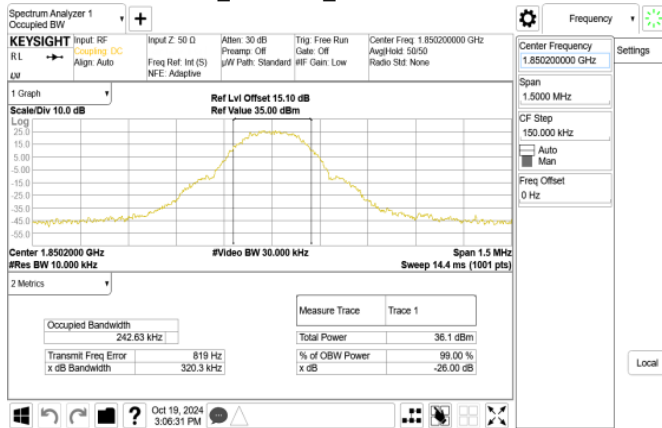 Spectrum Analyzer 1
Occupied BW
Frequency
KEYSIGHT
RL
Input: RF
Coupling: DC
Align: Auto
Input Z: 50 Ω
Freq Ref: Int (S)
NFE: Adaptive
Atten: 30 dB
Preamp: Off
µW Path: Standard
Trig: Free Run
Gate: Off
#IF Gain: Low
Center Freq: 1.850200000 GHz
Avg|Hold: 50/50
Radio Std: None
Center Frequency
1.850200000 GHz
Settings
Span
1.5000 MHz
CF Step
150.000 kHz
Auto
Man
Freq Offset
0 Hz
1 Graph
Scale/Div 10.0 dB
Ref Lvl Offset 15.10 dB
Ref Value 35.00 dBm
Log
25.0
15.0
5.00
-5.00
-15.0
-25.0
-35.0
-45.0
-55.0
Center 1.8502000 GHz
#Res BW 10.000 kHz
#Video BW 30.000 kHz
Span 1.5 MHz
Sweep 14.4 ms (1001 pts)
2 Metrics
Measure Trace Trace 1
Occupied Bandwidth
242.63 kHz
Total Power 36.1 dBm
Transmit Freq Error 819 Hz
% of OBW Power 99.00 %
x dB Bandwidth 320.3 kHz
x dB -26.00 dB
Local
?
Oct 19, 2024
3:06:31 PM